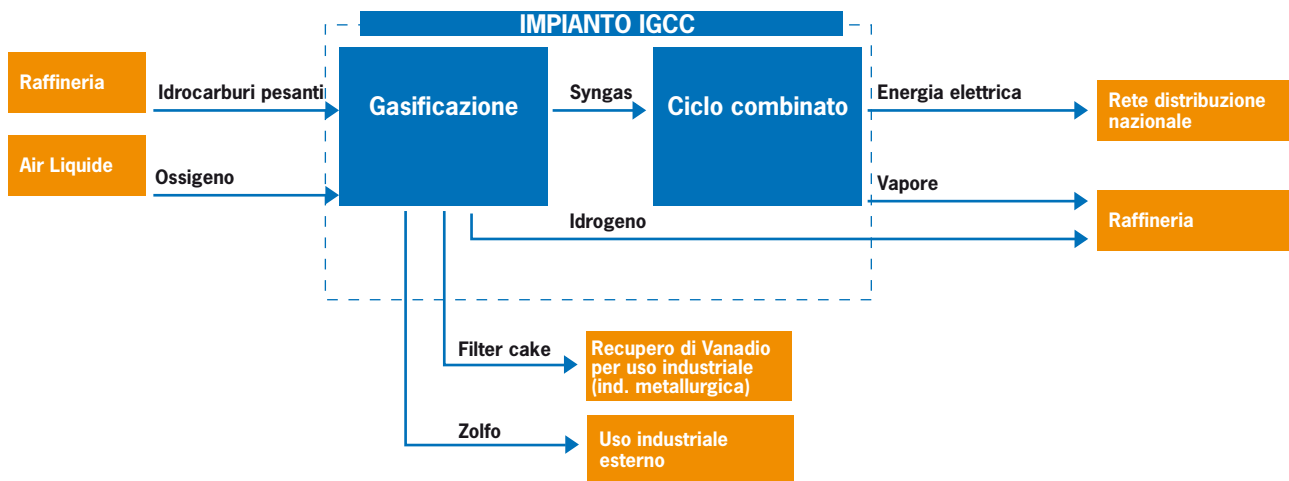 IMPIANTO IGCC
Raffineria
Idrocarburi pesanti
Gasificazione
Syngas
Ciclo combinato
Energia elettrica
Rete distribuzione
nazionale
Air Liquide
Ossigeno
Vapore
Idrogeno
Raffineria
Filter cake
Recupero di Vanadio
per uso industriale
(ind. metallurgica)
Zolfo
Uso industriale
esterno